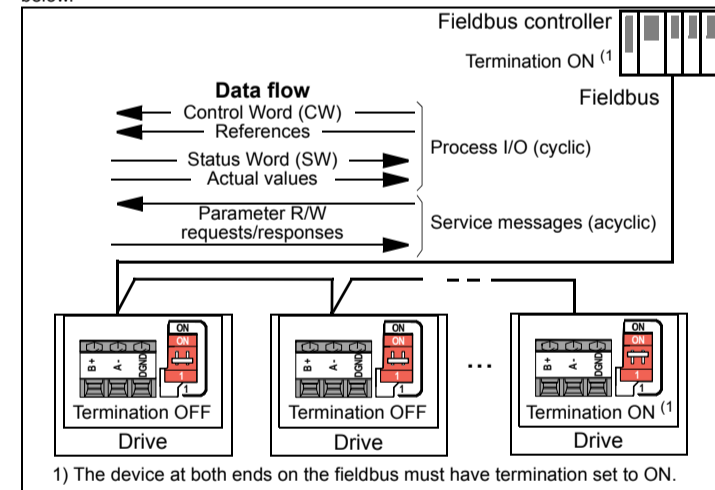 Fieldbus controller
Termination ON (1
Fieldbus
Data flow
Control Word (CW)
References
Process I/O (cyclic)
Status Word (SW)
Actual values
Parameter R/W
requests/responses
Service messages (acyclic)
ON
ON
B+ A- DGND
1
1
Termination OFF
Drive
ON
ON
B+ A- DGND
1
1
Termination OFF
Drive
...
ON
ON
B+ A- DGND
1
1
Termination ON (1
Drive
1) The device at both ends on the fieldbus must have termination set to ON.